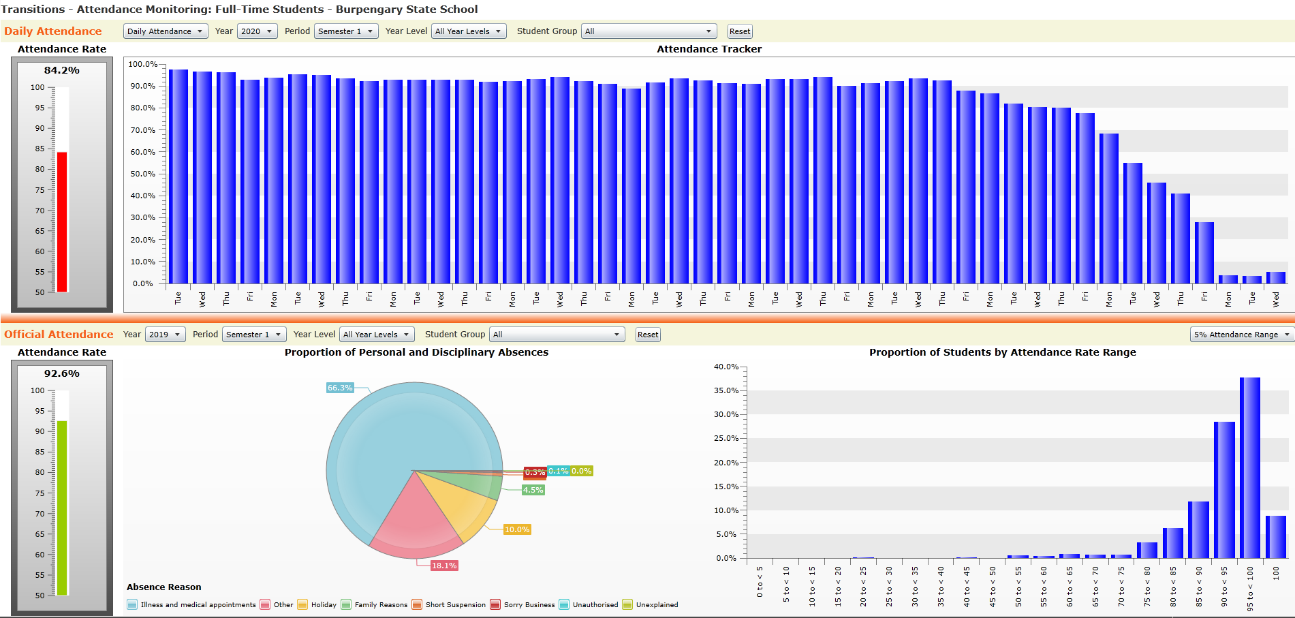 Transitions - Attendance Monitoring: Full-Time Students - Burpengary State School
Daily Attendance Daily Attendance Year 2020 Period Semester 1 Year Level All Year Levels Student Group All Reset
Attendance Rate
84.2%
100
95
90
85
80
75
70
65
60
55
50
Attendance Tracker
100.0%
90.0%
80.0%
70.0%
60.0%
50.0%
40.0%
30.0%
20.0%
10.0%
0.0%
Tue Wed Thu Fri Mon Tue Wed Thu Fri Mon Tue Wed Thu Fri Mon Tue Wed Thu Fri Mon Tue Wed Thu Fri Mon Tue Wed Thu Fri Mon Tue Wed Thu Fri Mon Tue Wed Thu Fri Mon Tue Wed Thu Fri Mon Tue Wed
Official Attendance Year 2019 Period Semester 1 Year Level All Year Levels Student Group All Reset 5% Attendance Range
Attendance Rate
92.6%
100
95
90
85
80
75
70
65
60
55
50
Proportion of Personal and Disciplinary Absences
66.3%
0.3% 0.1% 0.0%
4.5%
10.0%
18.1%
Absence Reason
Illness and medical appointments Other Holiday Family Reasons Short Suspension Sorry Business Unauthorised Unexplained
Proportion of Students by Attendance Rate Range
40.0%
35.0%
30.0%
25.0%
20.0%
15.0%
10.0%
5.0%
0.0%
0 to < 5
5 to < 10
10 to < 15
15 to < 20
20 to < 25
25 to < 30
30 to < 35
35 to < 40
40 to < 45
45 to < 50
50 to < 55
55 to < 60
60 to < 65
65 to < 70
70 to < 75
75 to < 80
80 to < 85
85 to < 90
90 to < 95
95 to < 100
100